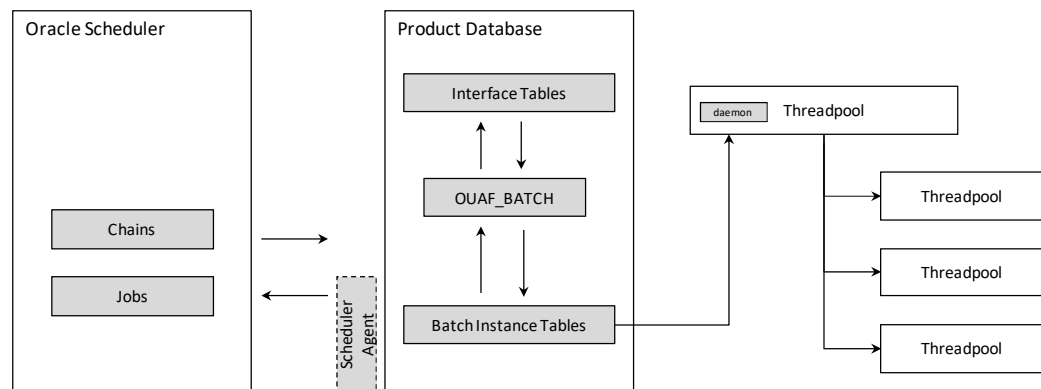 Oracle Scheduler
Chains
Jobs
Scheduler
Agent
Product Database
Interface Tables
OUAF_BATCH
Batch Instance Tables
daemon
Threadpool
Threadpool
Threadpool
Threadpool